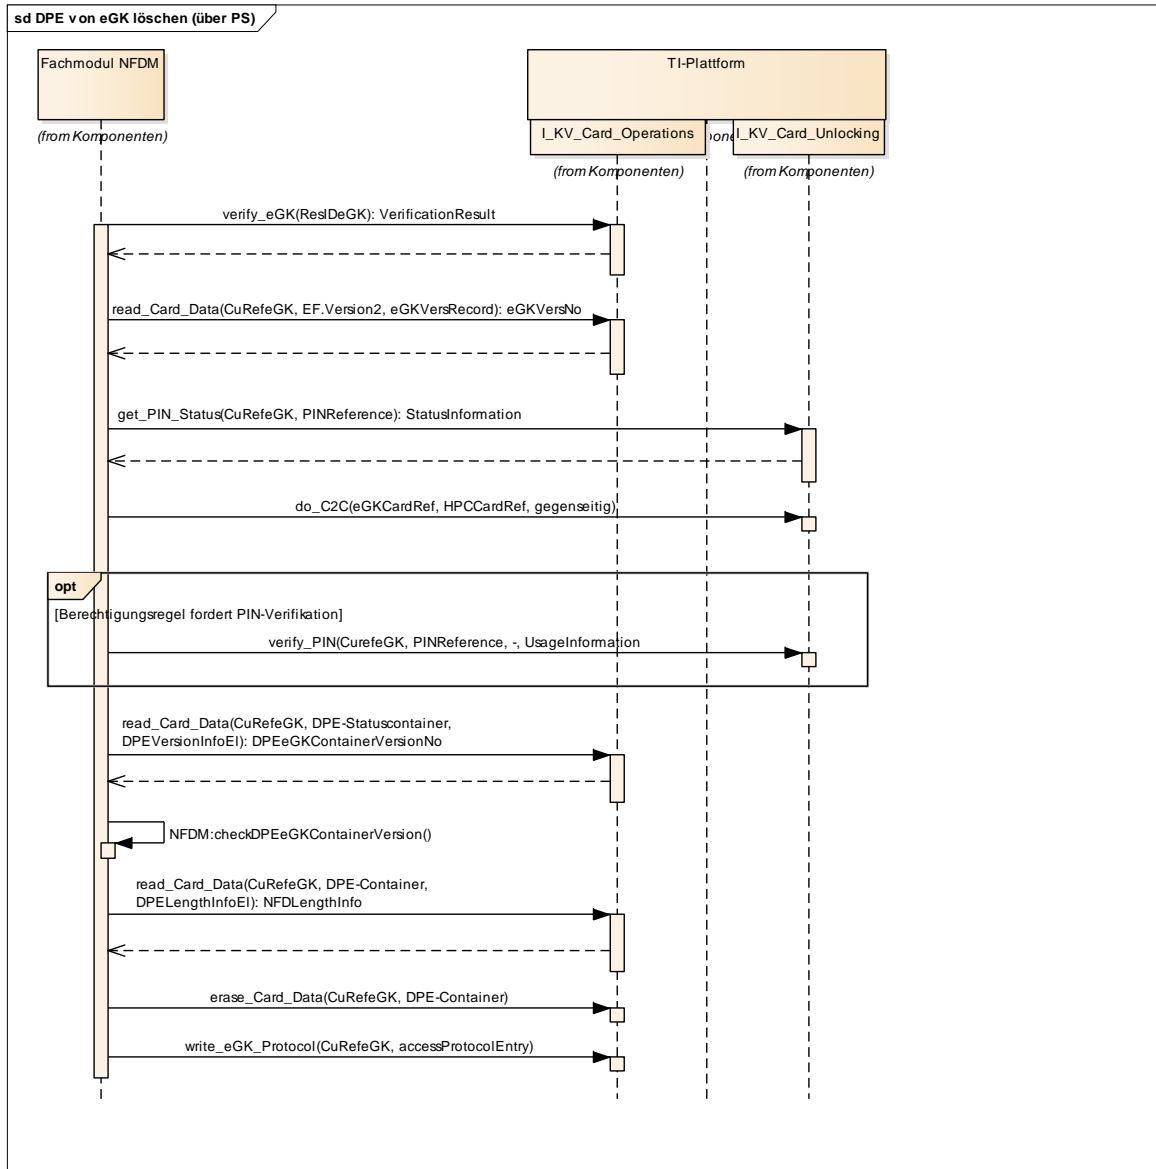 sd DPE von eGK löschen (über PS)
Fachmodul NFDM
TI-Plattform
(from Komponenten)
I_KV_Card_Operations
I_KV_Card_Unlocking
(from Komponenten)
(from Komponenten)
verify_eGK(ResIDeGK): VerificationResult
read_Card_Data(CuRefeGK, EF.Version2, eGKVersRecord): eGKVersNo
get_PIN_Status(CuRefeGK, PINReference): StatusInformation
do_C2C(eGKCardRef, HPCCardRef, gegenseitig)
opt
[Berechtigungsregel fordert PIN-Verifikation]
verify_PIN(CurefeGK, PINReference, -, UsageInformation
read_Card_Data(CuRefeGK, DPE-Statuscontainer,
DPEVersionInfoEl): DPEeGKContainerVersionNo
NFDM:checkDPEeGKContainerVersion()
read_Card_Data(CuRefeGK, DPE-Container,
DPELengthInfoEl): NFDLengthInfo
erase_Card_Data(CuRefeGK, DPE-Container)
write_eGK_Protocol(CuRefeGK, accessProtocolEntry)